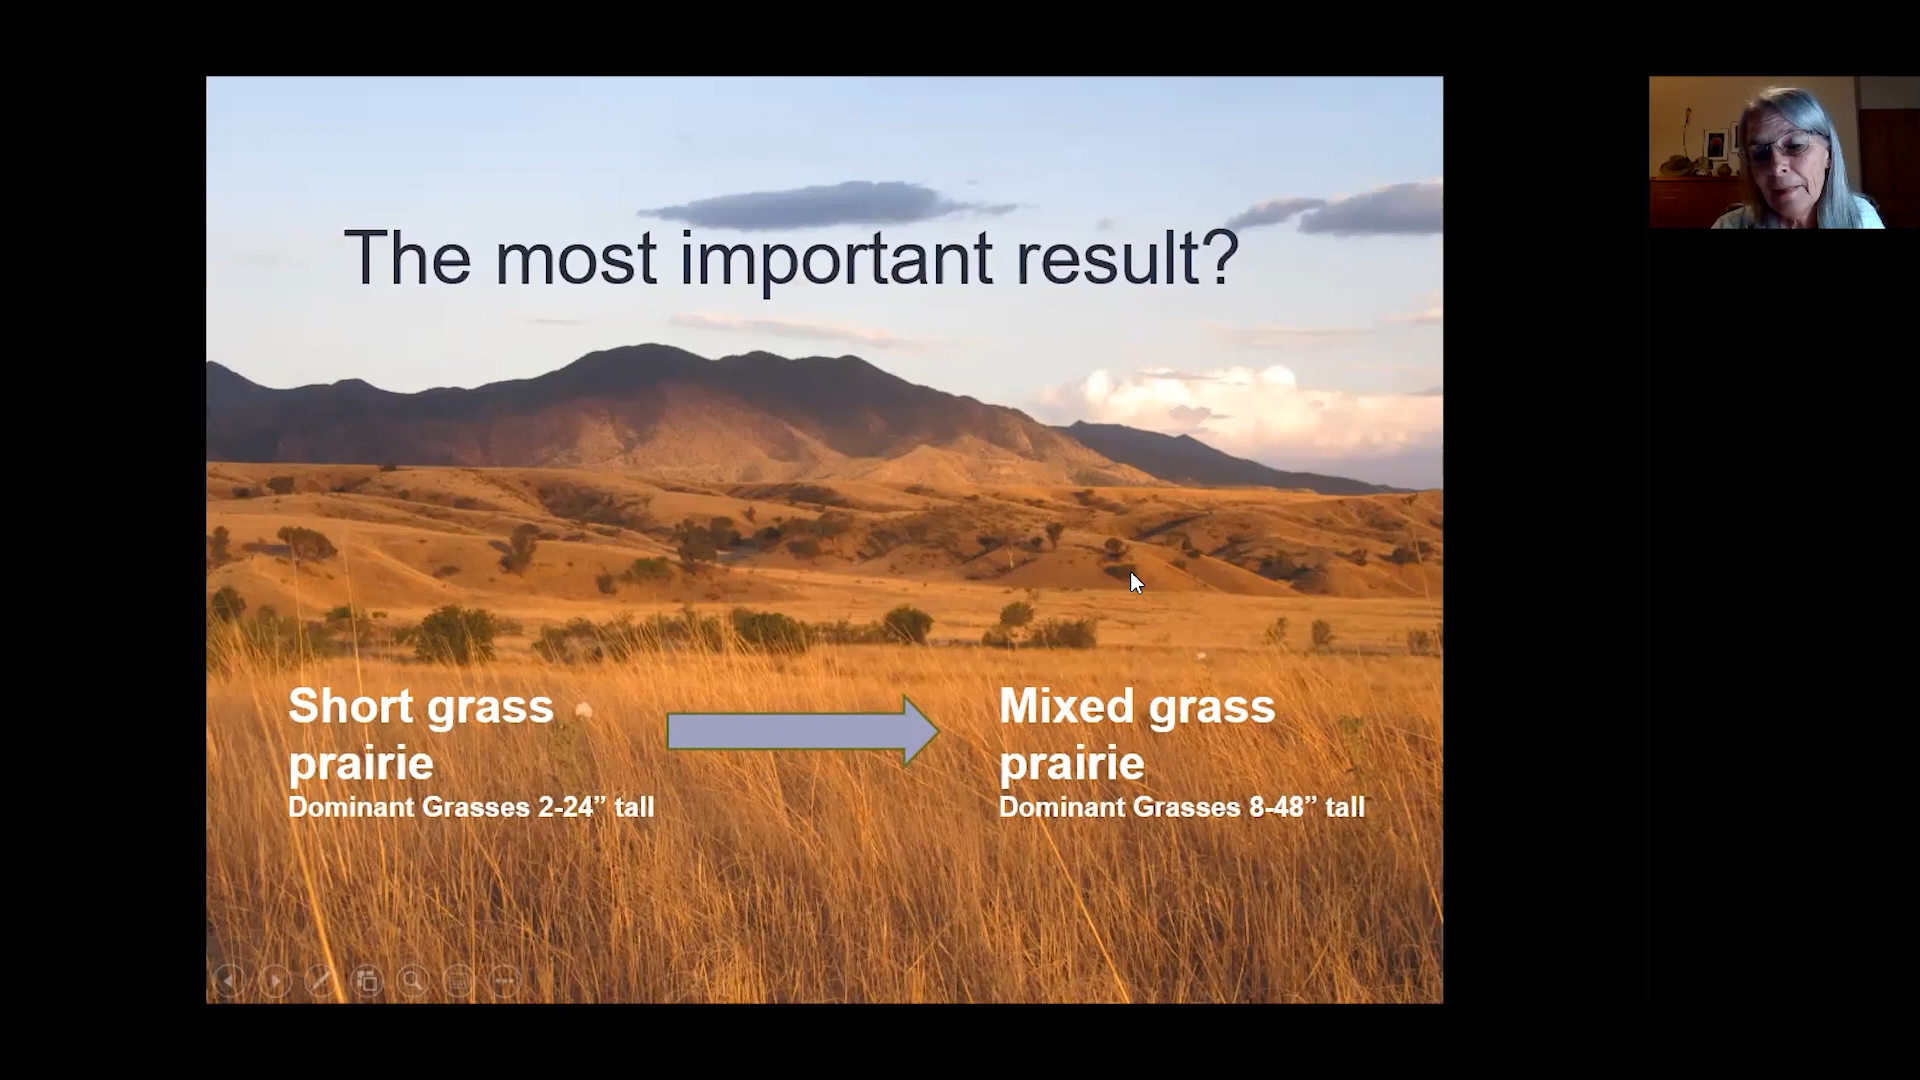 The most important result?
Short grass
prairie
Dominant Grasses 2-24” tall
Mixed grass
prairie
Dominant Grasses 8-48” tall